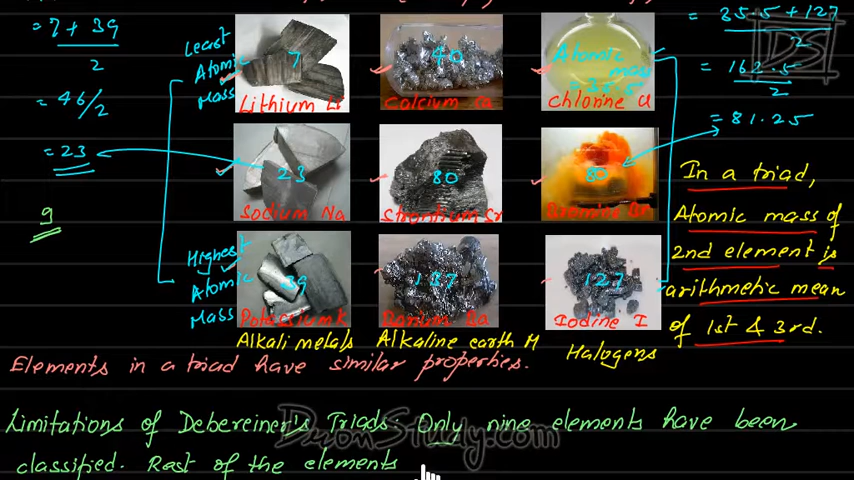 = 7 + 39
2
= 46/2
= 23
9
Least
Atomic
Mass
7
Lithium Li
23
Sodium Na
Highest
Atomic
Mass
39
Potassium K
Alkali metals
40
Calcium Ca
80
Strontium Sr
137
Barium Ba
Alkaline earth M
Atomic
mass
35.5
Chlorine Cl
80
Bromine Br
127
Iodine I
Halogens
= 35.5 + 127
2
= 162.5
2
= 81.25
In a triad,
Atomic mass of
2nd element is
arithmetic mean
of 1st & 3rd.
Elements in a triad have similar properties.
Limitations of Debereiner's Triads: Only nine elements have been
classified. Rest of the elements
DronStudy.com